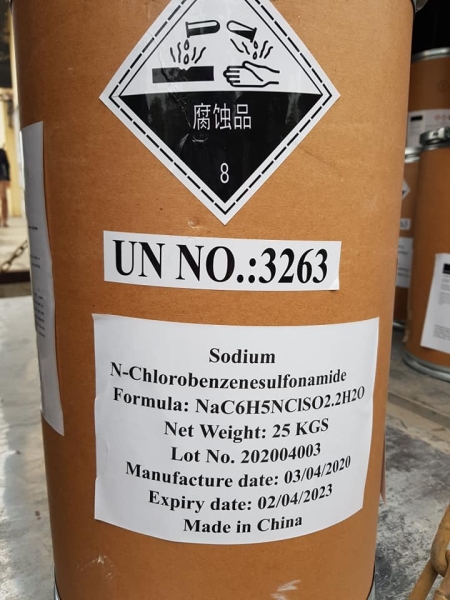 腐蚀品
8
UN NO.:3263
Sodium
N-Chlorobenzenesulfonamide
Formula: NaC6H5NClSO2.2H2O
Net Weight: 25 KGS
Lot No. 202004003
Manufacture date: 03/04/2020
Expiry date: 02/04/2023
Made in China